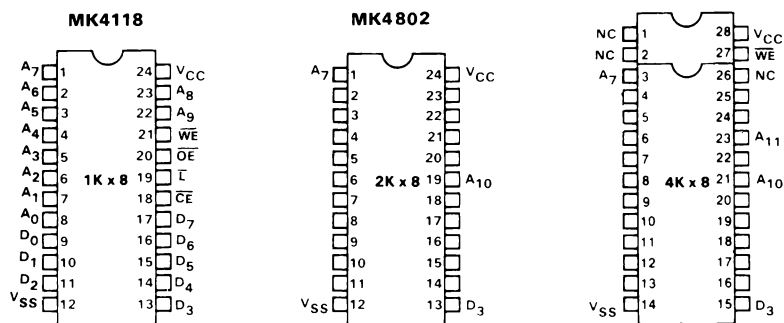 MK4118
A7 1 24 VCC
A6 2 23 A8
A5 3 22 A9
A4 4 21 W̅E̅
A3 5 20 O̅E̅
A2 6 1K x 8 19 L̅
A1 7 18 C̅E̅
A0 8 17 D7
D0 9 16 D6
D1 10 15 D5
D2 11 14 D4
VSS 12 13 D3
MK4802
A7 1 24 VCC
2 23
3 22
4 21
5 20
6 2K x 8 19 A10
7 18
8 17
9 16
10 15
11 14
VSS 12 13 D3
NC 1 28 VCC
NC 2 27 W̅E̅
A7 3 26 NC
4 25
5 24
6 23 A11
7 22
8 4K x 8 21 A10
9 20
10 19
11 18
12 17
13 16
VSS 14 15 D3